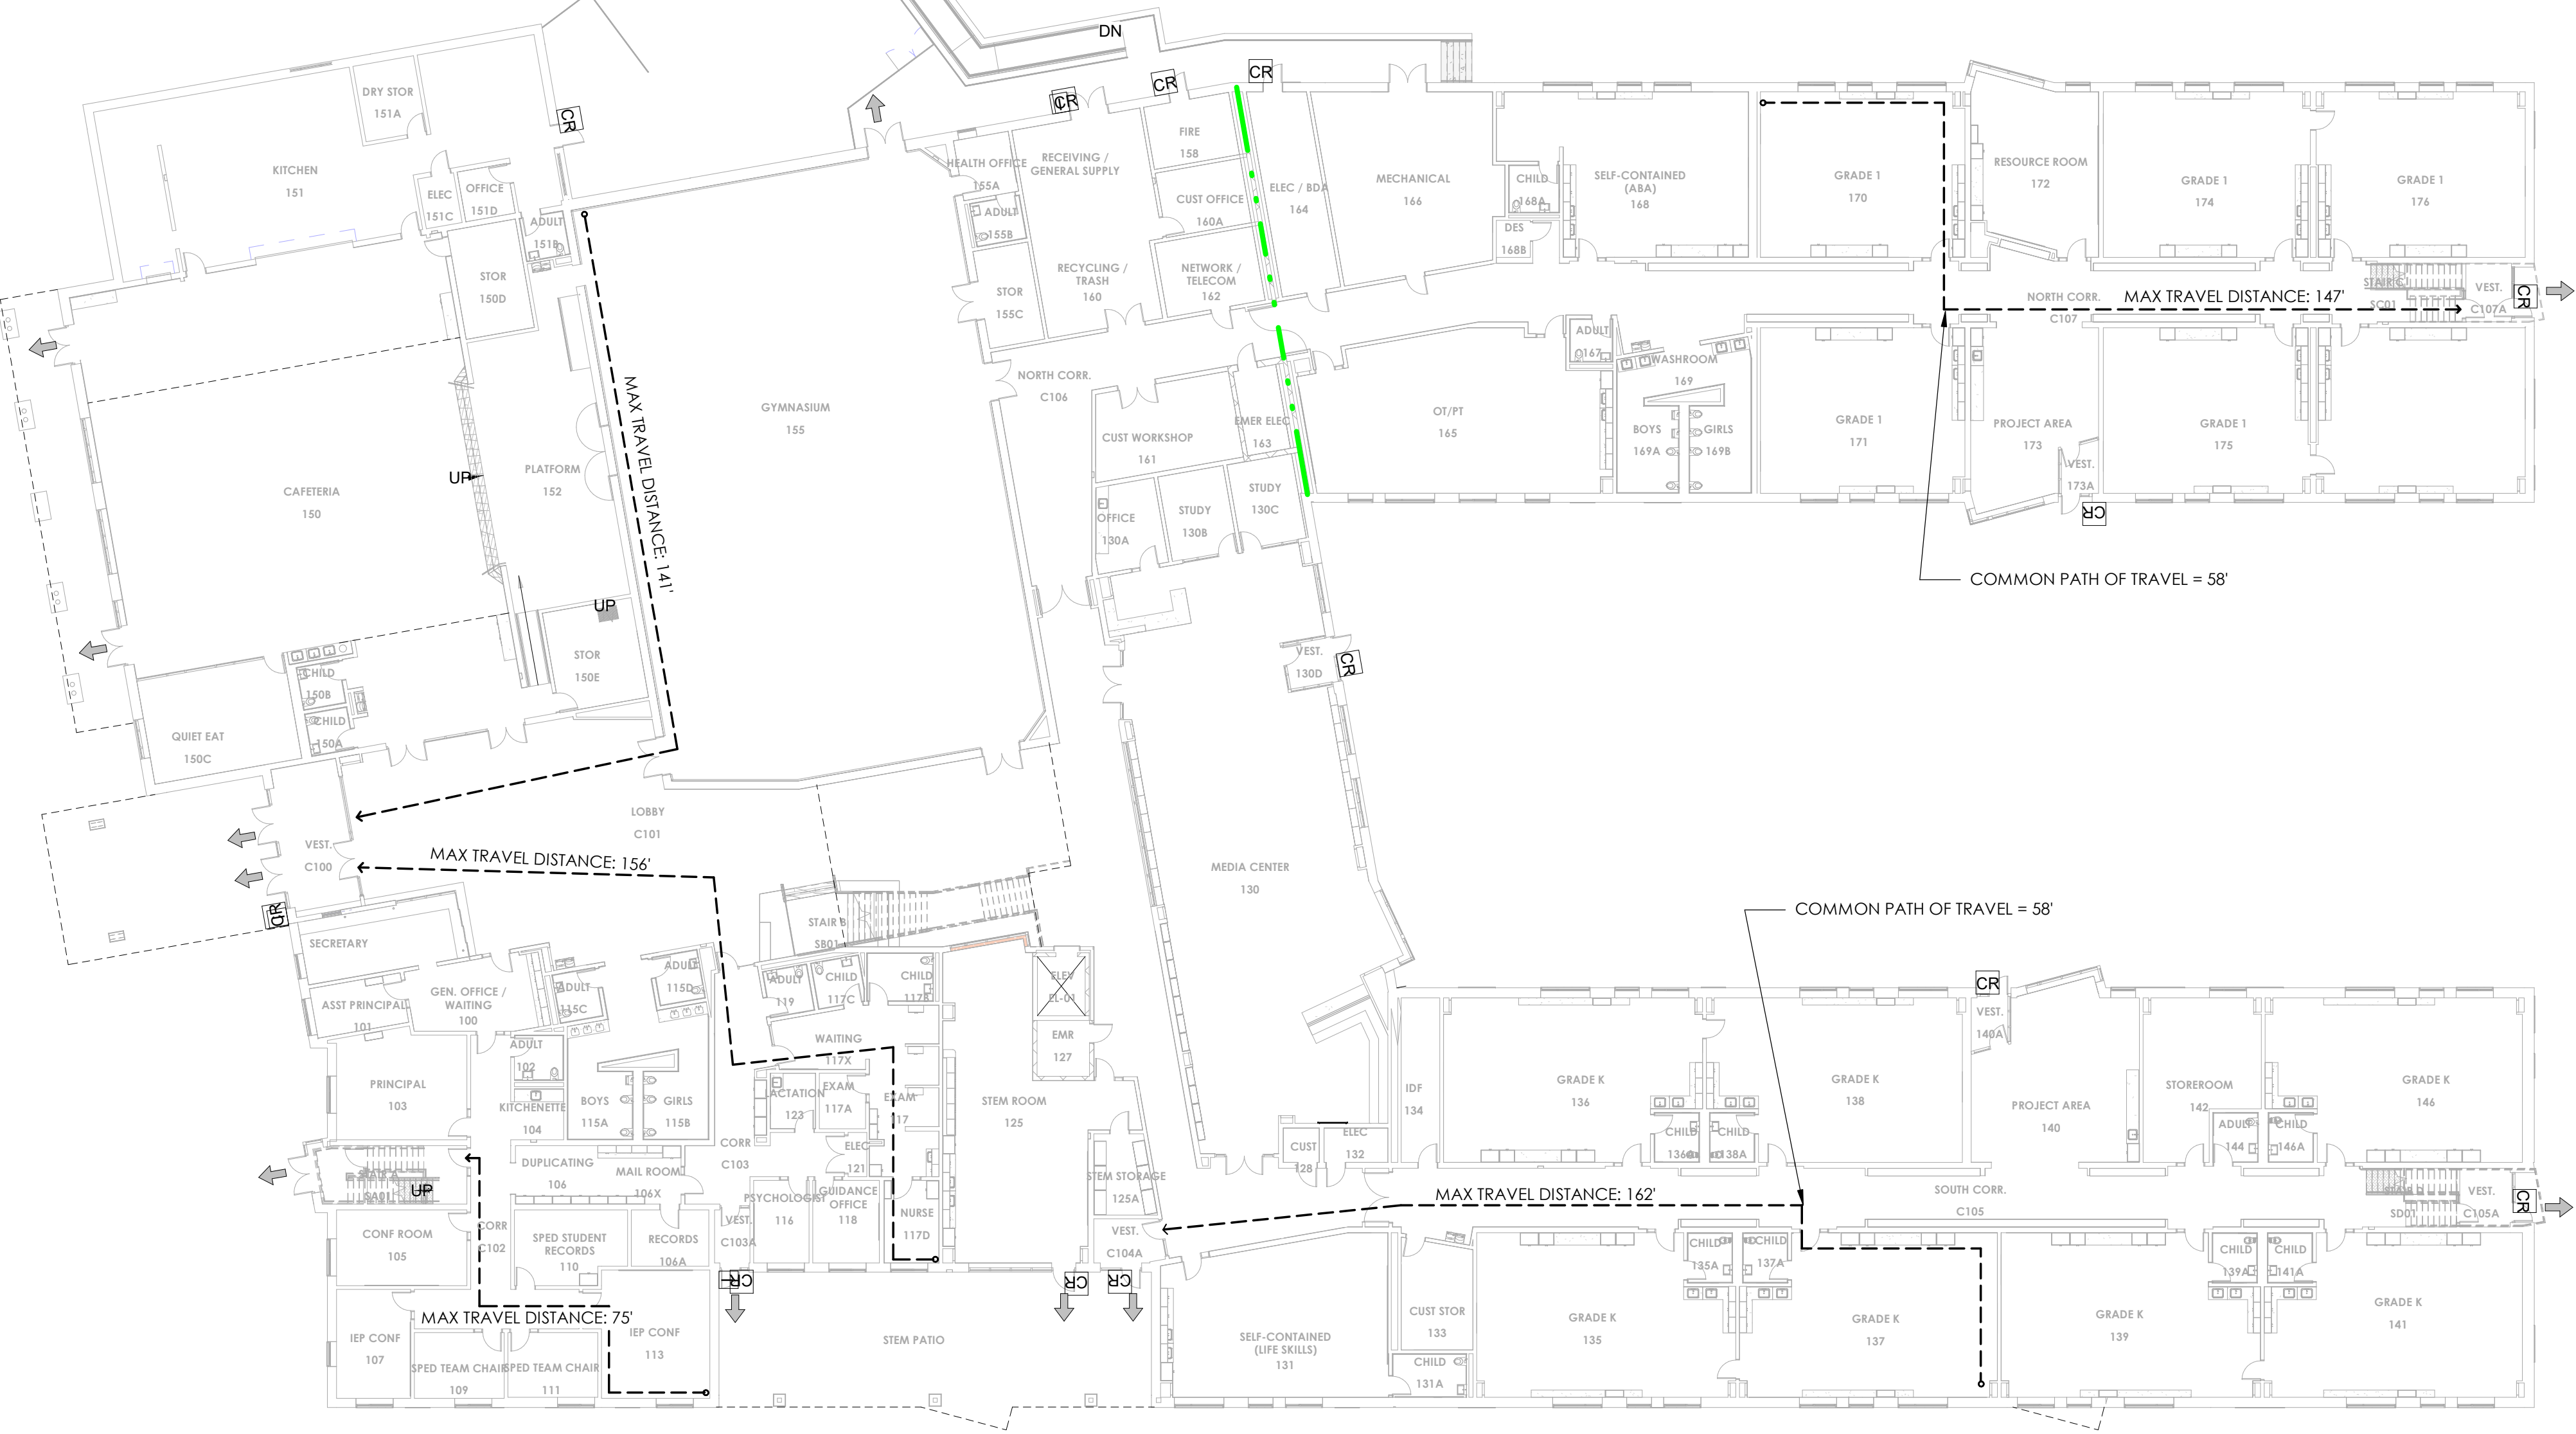 DN
CR
CR
CR
CR
DRY STOR
151A
KITCHEN
151
ELEC
151C
OFFICE
151D
ADULT
151B
STOR
150D
HEALTH OFFICE
155A
ADULT
155B
STOR
155C
RECEIVING /
GENERAL SUPPLY
RECYCLING /
TRASH
160
FIRE
158
CUST OFFICE
160A
NETWORK /
TELECOM
162
ELEC / BDA
164
MECHANICAL
166
CHILD
168A
DES
168B
SELF-CONTAINED
(ABA)
168
GRADE 1
170
RESOURCE ROOM
172
GRADE 1
174
GRADE 1
176
NORTH CORR.
C107
MAX TRAVEL DISTANCE: 147'
SC01
VEST.
C107A
CR
CAFETERIA
150
UP
PLATFORM
152
MAX TRAVEL DISTANCE: 141'
GYMNASIUM
155
NORTH CORR.
C106
CUST WORKSHOP
161
EMER ELEC
163
OFFICE
130A
STUDY
130B
STUDY
130C
OT/PT
165
ADULT
167
WASHROOM
169
BOYS
169A
GIRLS
169B
GRADE 1
171
PROJECT AREA
173
VEST.
173A
CR
GRADE 1
175
COMMON PATH OF TRAVEL = 58'
UP
STOR
150E
CHILD
150B
CHILD
150A
QUIET EAT
150C
VEST.
130D
CR
LOBBY
C101
VEST.
C100
MAX TRAVEL DISTANCE: 156'
MEDIA CENTER
130
COMMON PATH OF TRAVEL = 58'
STAIR B
SB01
CR
SECRETARY
ASST PRINCIPAL
101
GEN. OFFICE /
WAITING
100
ADULT
115C
ADULT
115D
ADULT
119
CHILD
117C
CHILD
ELEV
EL-01
EMR
127
WAITING
117X
ADULT
102
PRINCIPAL
103
KITCHENETTE
104
BOYS
115A
GIRLS
115B
LACTATION
123
EXAM
117A
EXAM
117
STEM ROOM
125
CORR
C103
ELEC
121
DUPLICATING
106
MAIL ROOM
106X
SA01
UP
PSYCHOLOGIST
116
GUIDANCE
OFFICE
118
NURSE
117D
STEM STORAGE
125A
CUST
128
ELEC
132
IDF
134
GRADE K
136
CHILD
136A
CHILD
138A
GRADE K
138
CR
VEST.
140A
PROJECT AREA
140
STOREROOM
142
ADULT
144
CHILD
146A
GRADE K
146
MAX TRAVEL DISTANCE: 162'
SOUTH CORR.
C105
SD01
VEST.
C105A
CR
CONF ROOM
105
CORR
C102
SPED STUDENT
RECORDS
110
RECORDS
106A
VEST.
C103A
VEST.
C104A
CR
CR
CR
MAX TRAVEL DISTANCE: 75'
IEP CONF
107
SPED TEAM CHAIR
109
SPED TEAM CHAIR
111
IEP CONF
113
STEM PATIO
SELF-CONTAINED
(LIFE SKILLS)
131
CUST STOR
133
CHILD
131A
GRADE K
135
CHILD
135A
CHILD
137A
GRADE K
137
GRADE K
139
CHILD
139A
CHILD
141A
GRADE K
141